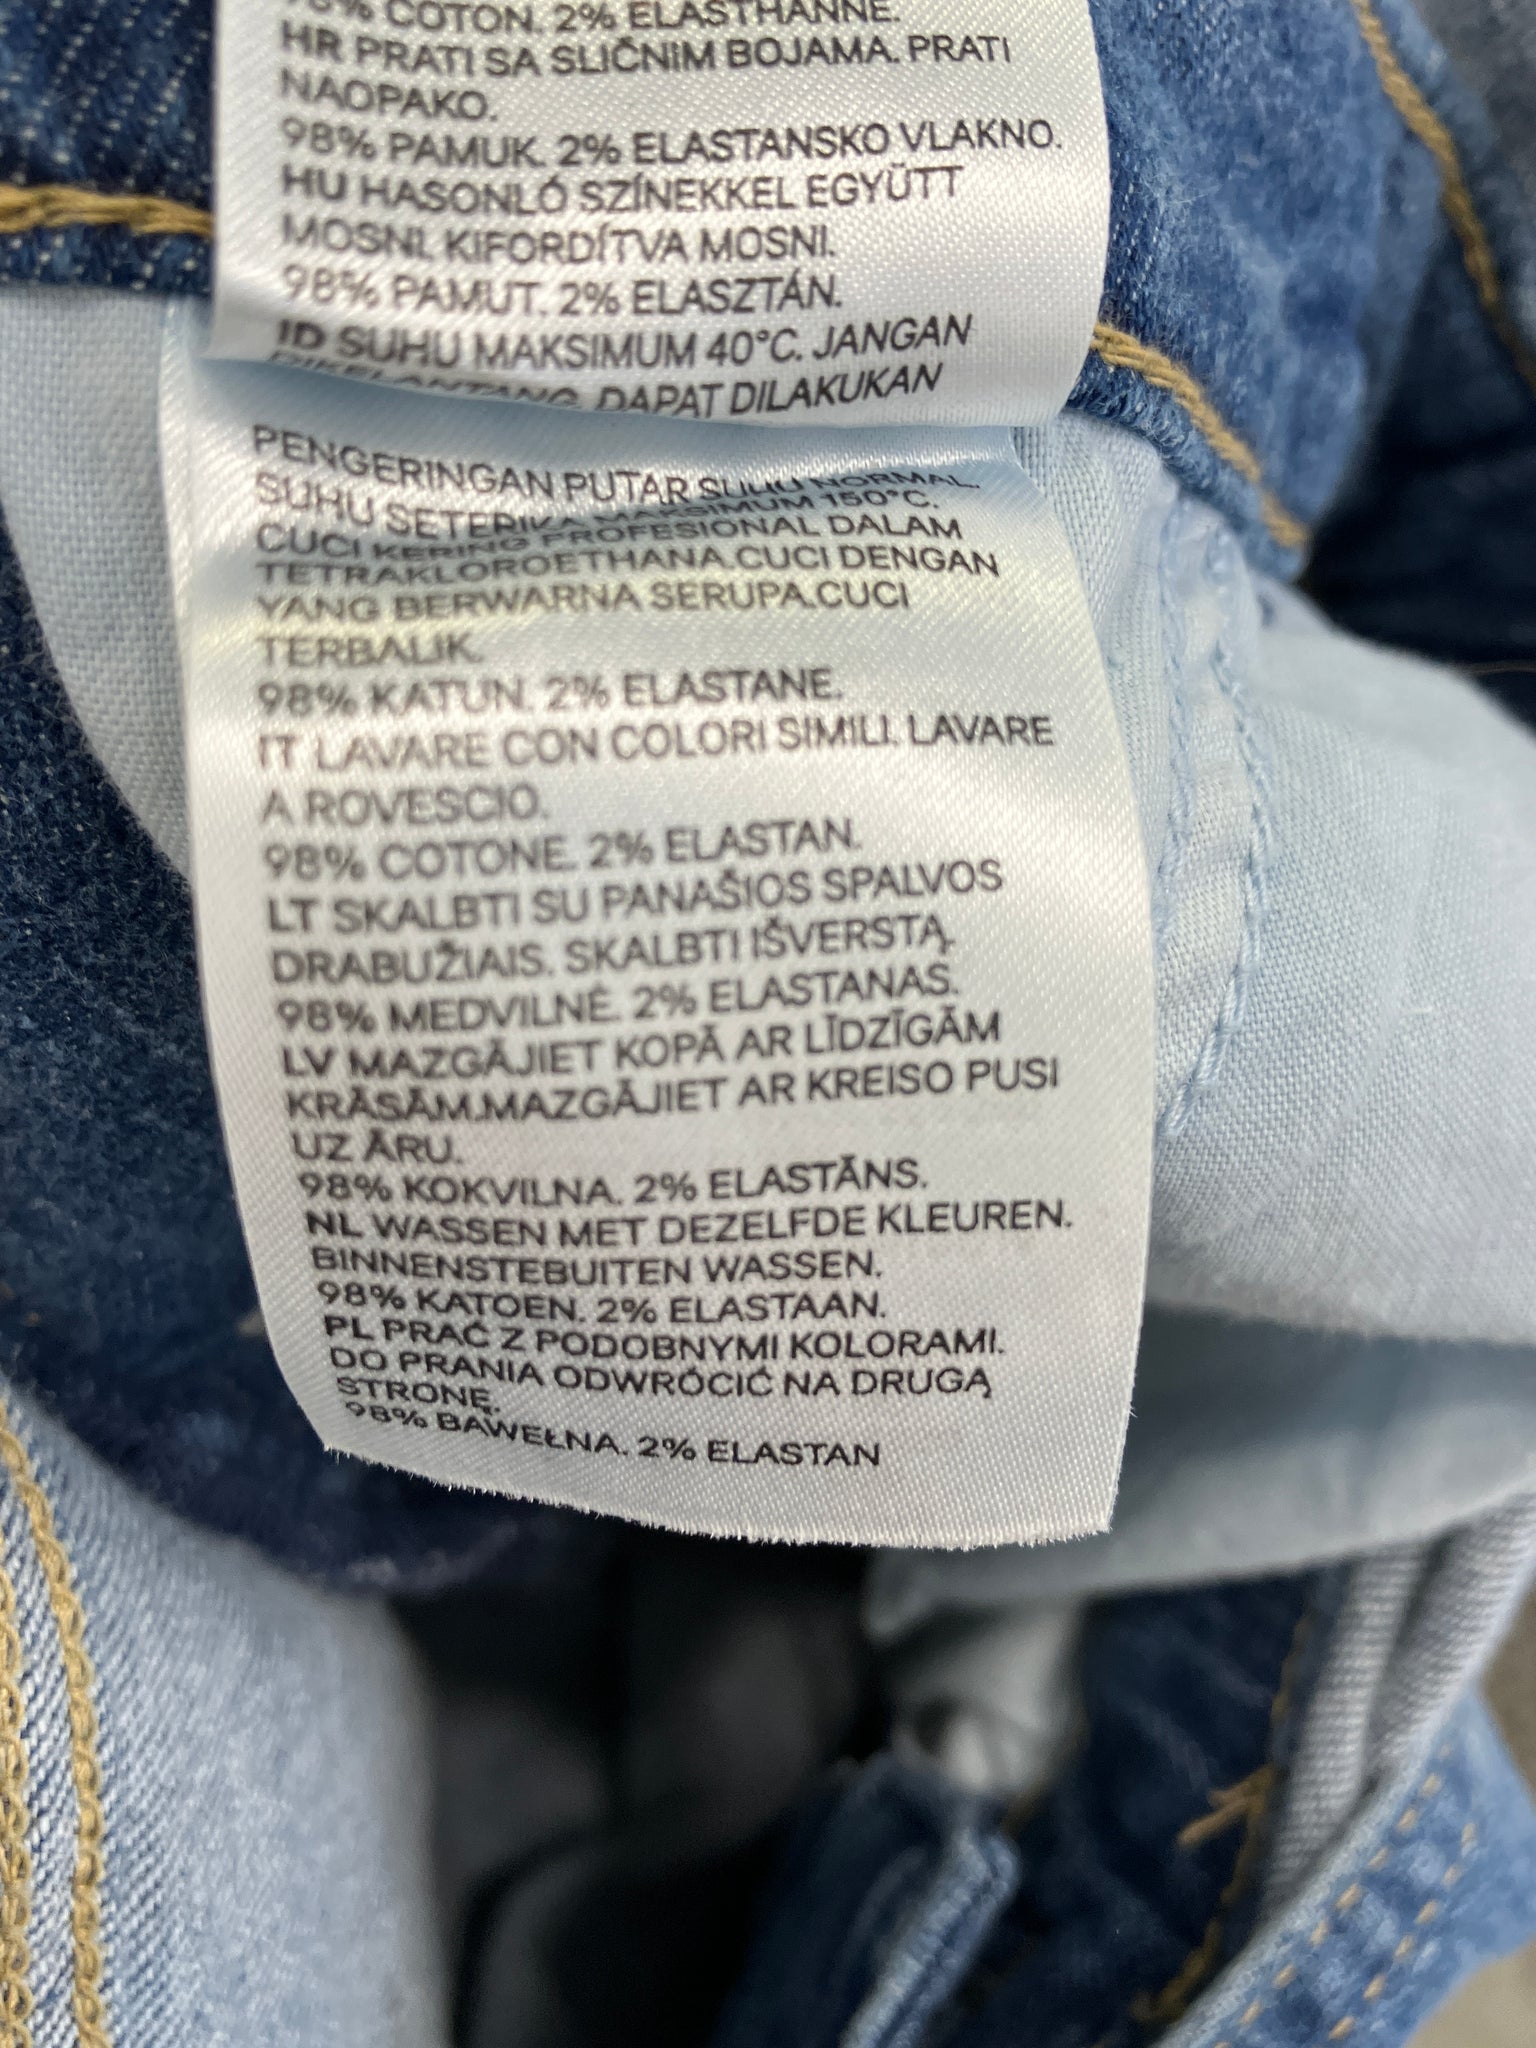 98% COTON. 2% ELASTHANNE.
HR PRATI SA SLIČNIM BOJAMA. PRATI
NAOPAKO.
98% PAMUK. 2% ELASTANSKO VLAKNO.
HU HASONLÓ SZÍNEKKEL EGYÜTT
MOSNI. KIFORDÍTVA MOSNI.
98% PAMUT. 2% ELASZTÁN.
ID SUHU MAKSIMUM 40°C. JANGAN
DIKELANTANG. DAPAT DILAKUKAN
PENGERINGAN PUTAR SUHU NORMAL.
SUHU SETERIKA MAKSIMUM 150°C.
CUCI KERING PROFESIONAL DALAM
TETRAKLOROETHANA.CUCI DENGAN
YANG BERWARNA SERUPA.CUCI
TERBALIK.
98% KATUN. 2% ELASTANE.
IT LAVARE CON COLORI SIMILI. LAVARE
A ROVESCIO.
98% COTONE. 2% ELASTAN.
LT SKALBTI SU PANAŠIOS SPALVOS
DRABUŽIAIS. SKALBTI IŠVERSTĄ.
98% MEDVILNĖ. 2% ELASTANAS.
LV MAZGĀJIET KOPĀ AR LĪDZĪGĀM
KRĀSĀM.MAZGĀJIET AR KREISO PUSI
UZ ĀRU.
98% KOKVILNA. 2% ELASTĀNS.
NL WASSEN MET DEZELFDE KLEUREN.
BINNENSTEBUITEN WASSEN.
98% KATOEN. 2% ELASTAAN.
PL PRAĆ Z PODOBNYMI KOLORAMI.
DO PRANIA ODWRÓCIĆ NA DRUGĄ
STRONĘ.
98% BAWEŁNA. 2% ELASTAN